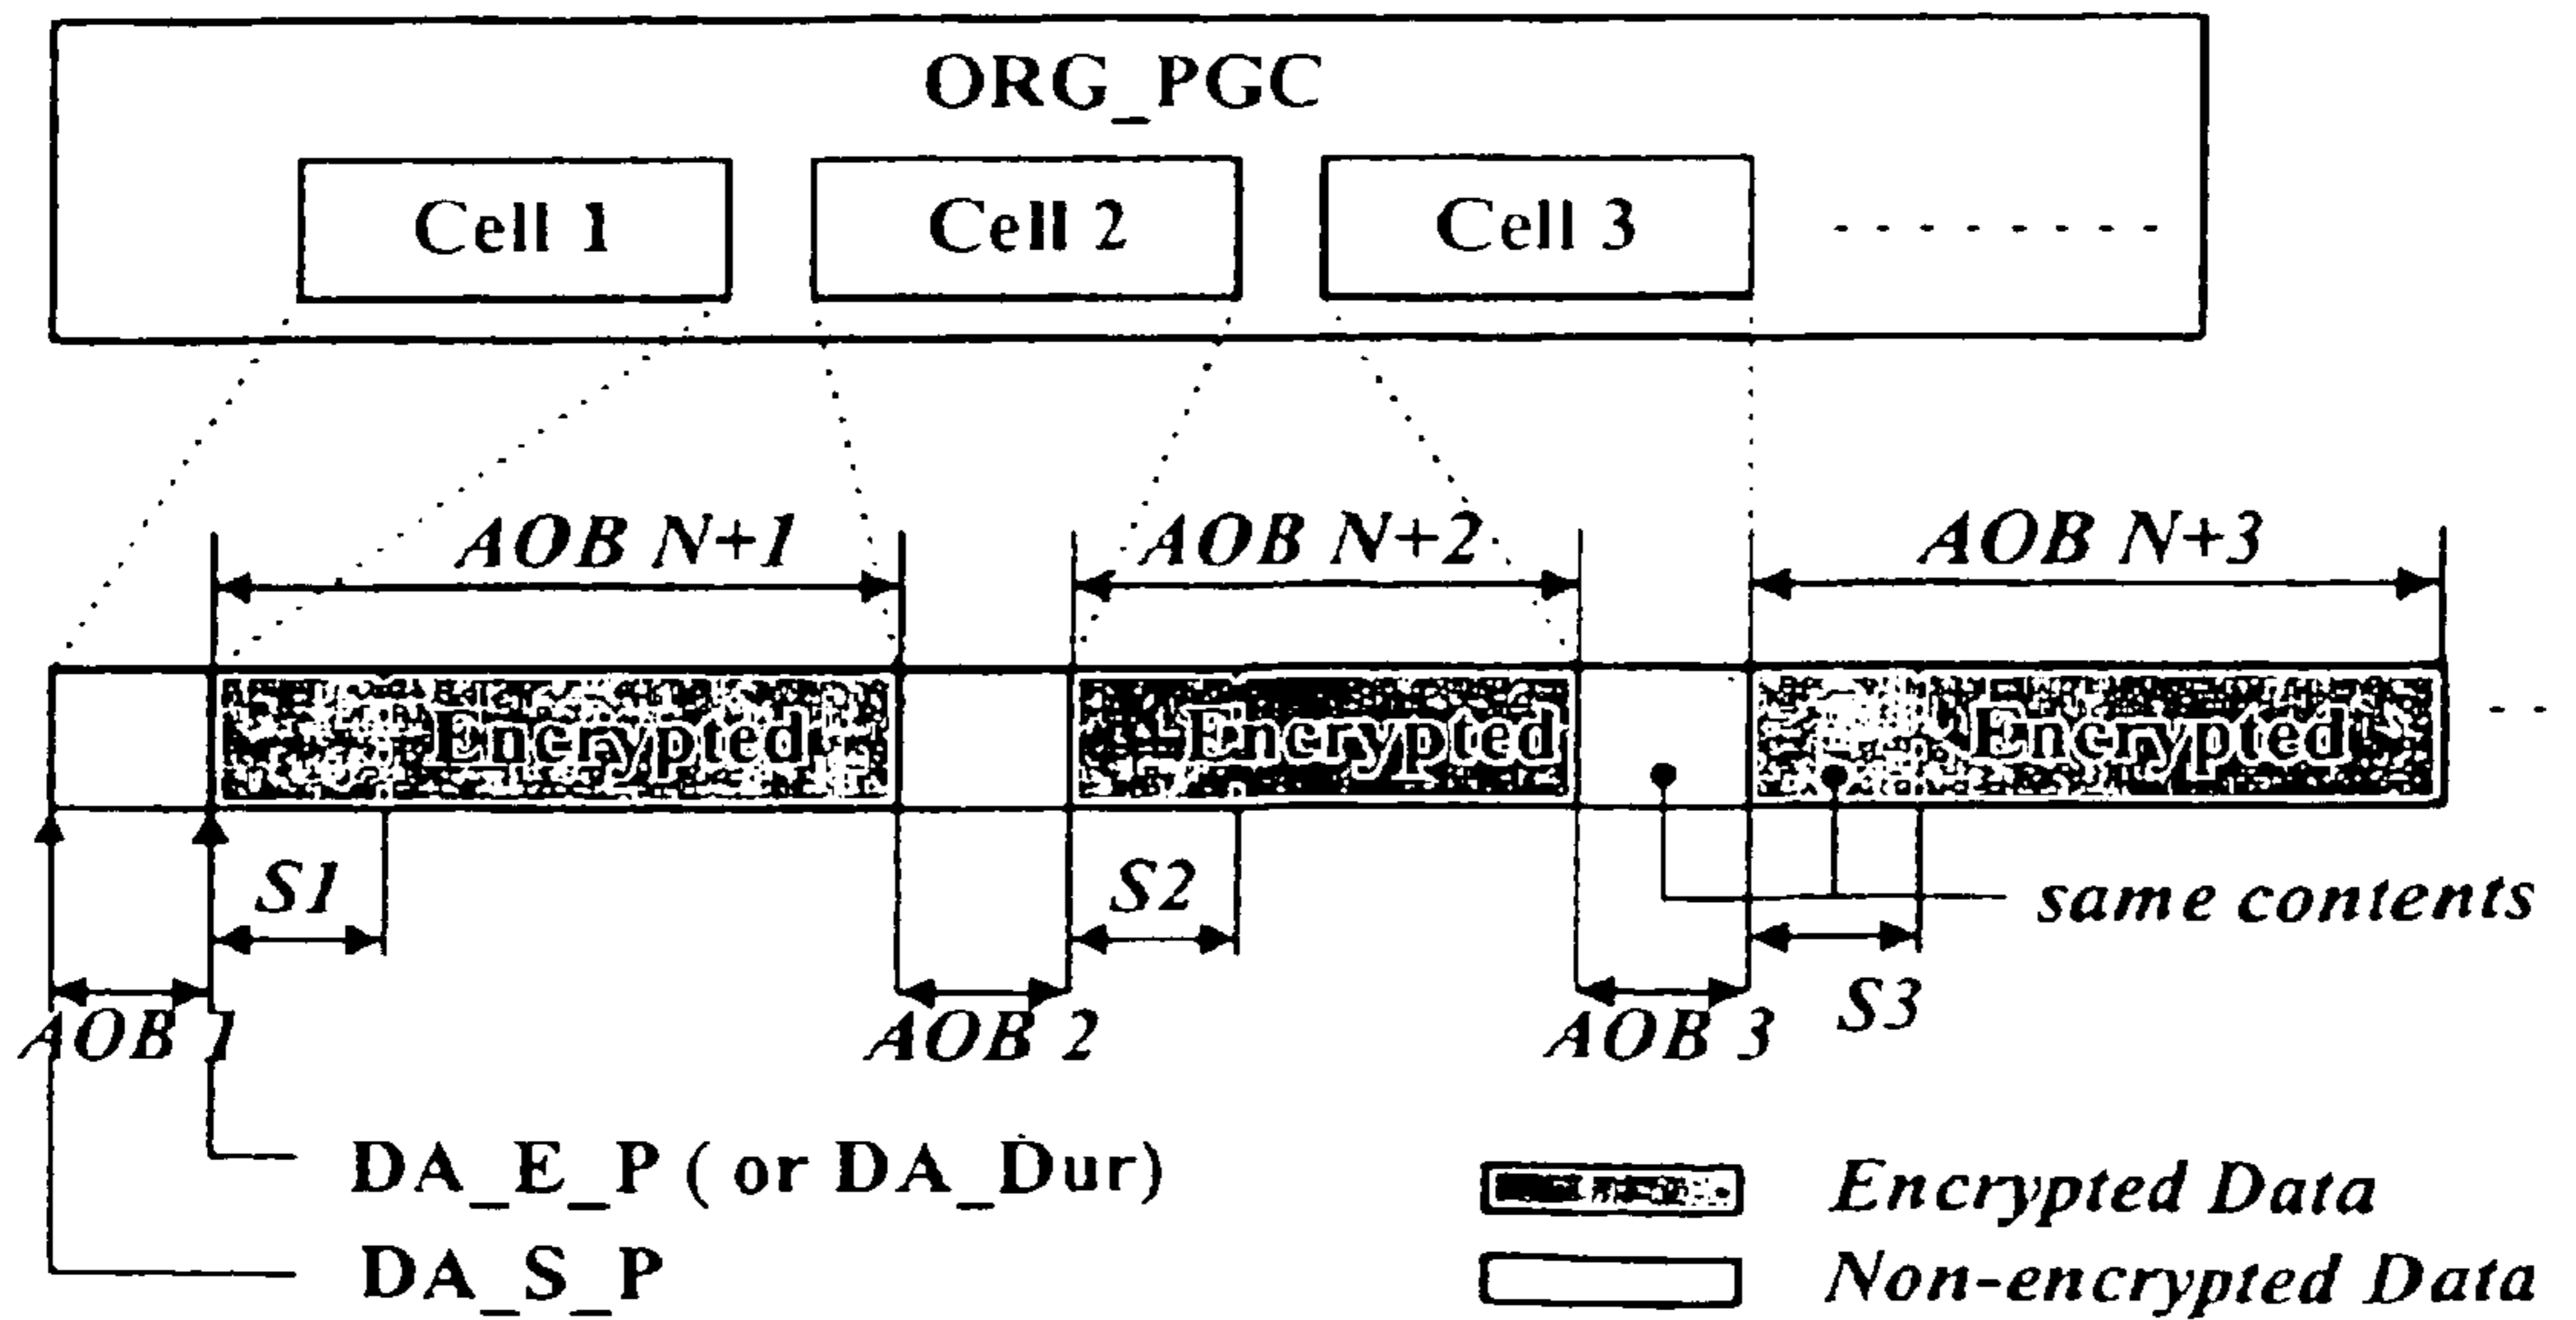 ORG_PGC
Cell 1 Cell 2 Cell 3
AOB N+1 AOB N+2 AOB N+3
Encrypted Encrypted Encrypted
S1 S2 same contents
AOB 1 AOB 2 AOB 3 S3
DA_E_P ( or DA_Dur) Encrypted Data
DA_S_P Non-encrypted Data